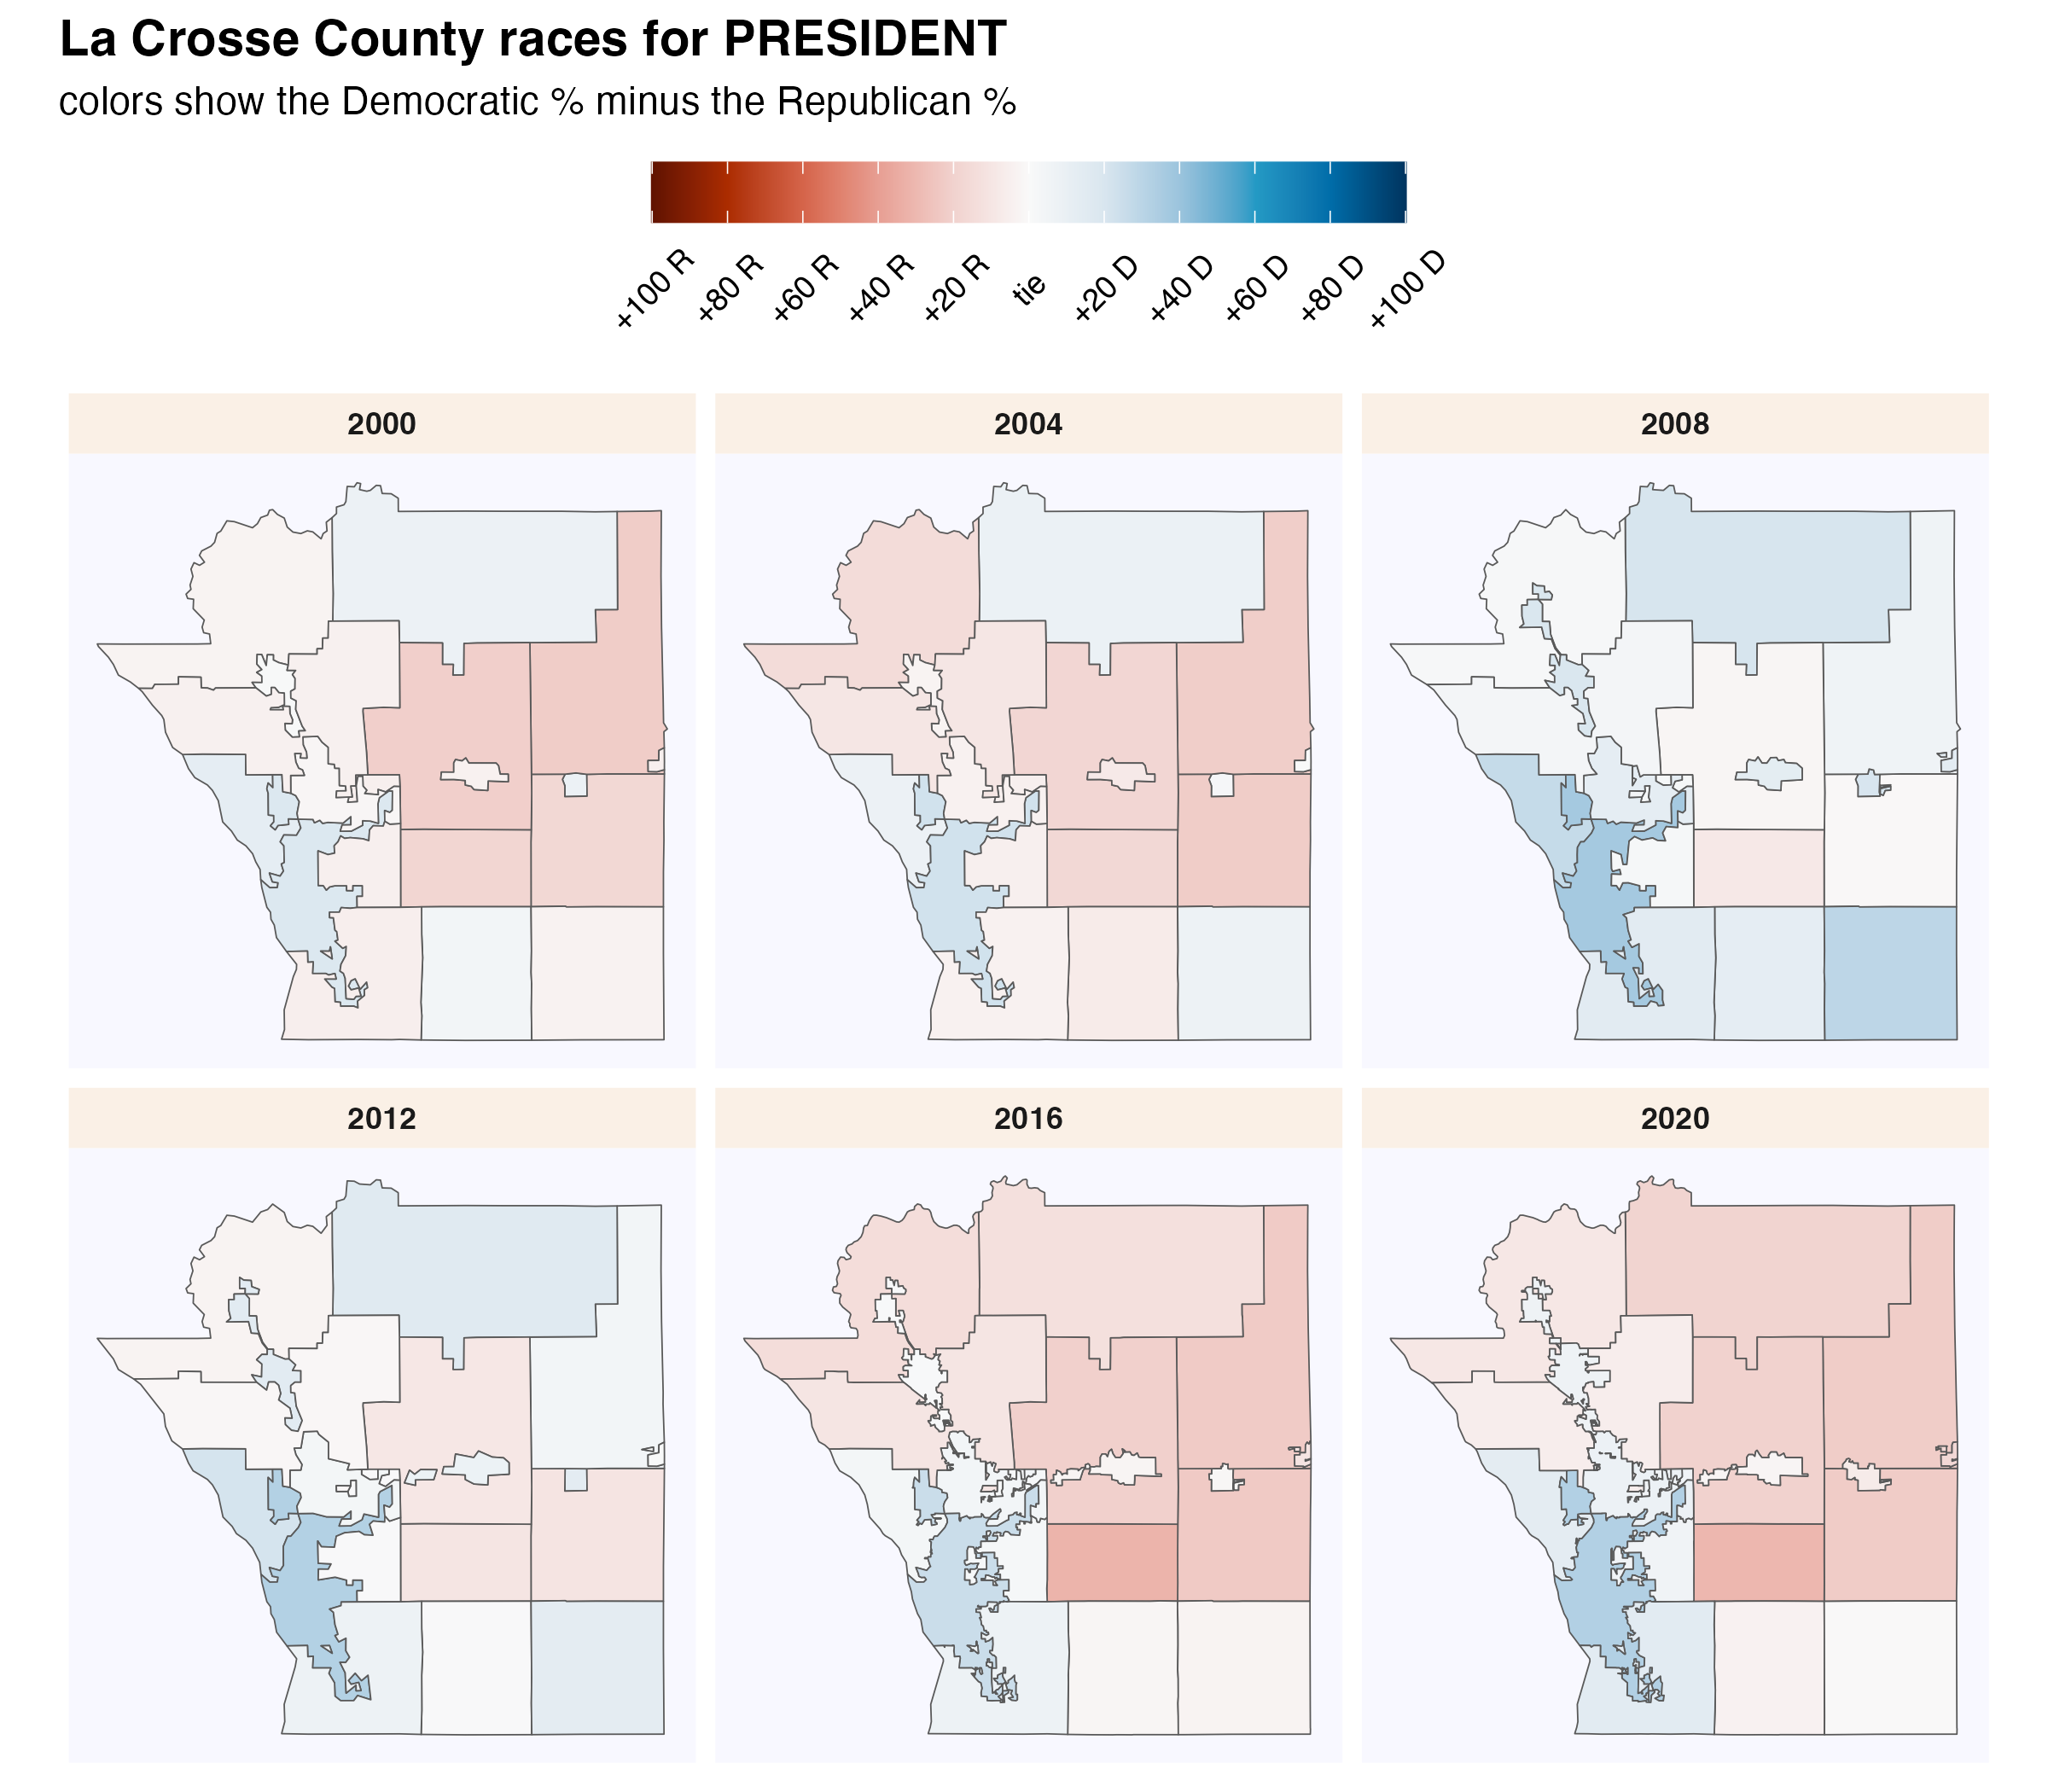 La Crosse County races for PRESIDENT
colors show the Democratic % minus the Republican %
+100 R +80 R +60 R +40 R +20 R tie +20 D +40 D +60 D +80 D +100 D
2000 2004 2008
2012 2016 2020